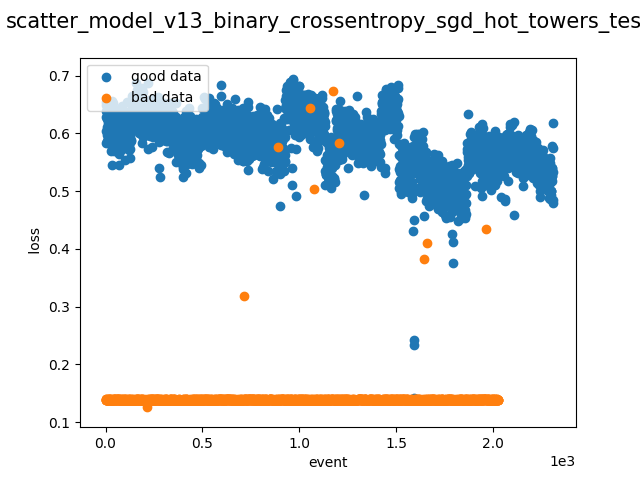 scatter_model_v13_binary_crossentropy_sgd_hot_towers_tes
good data
bad data
0.7
0.6
0.5
0.4
0.3
0.2
0.1
loss
0.0 0.5 1.0 1.5 2.0
1e3
event